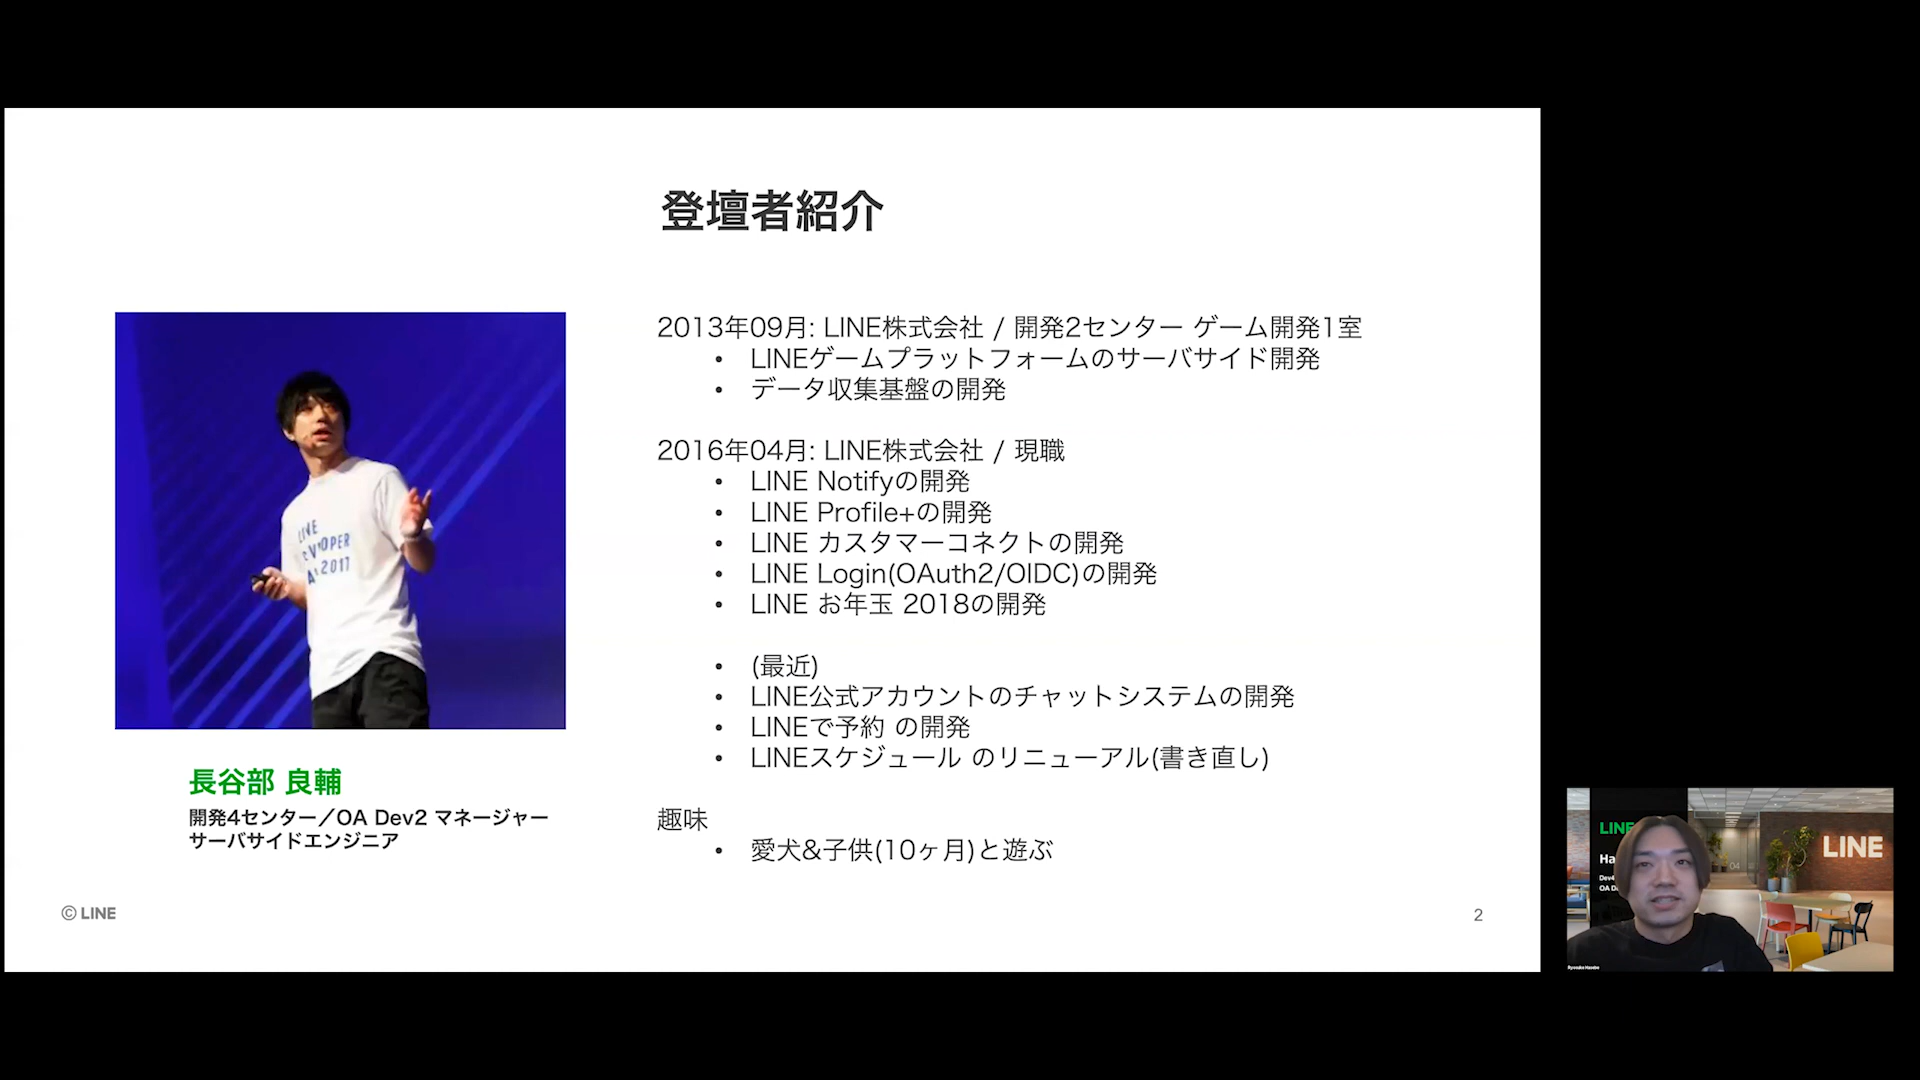 登壇者紹介
2013年09月: LINE株式会社 / 開発2センター ゲーム開発1室
• LINEゲームプラットフォームのサーバサイド開発
• データ収集基盤の開発
2016年04月: LINE株式会社 / 現職
• LINE Notifyの開発
• LINE Profile+の開発
• LINE カスタマーコネクトの開発
• LINE Login(OAuth2/OIDC)の開発
• LINE お年玉 2018の開発
• (最近)
• LINE公式アカウントのチャットシステムの開発
• LINEで予約 の開発
• LINEスケジュール のリニューアル(書き直し)
趣味
• 愛犬&子供(10ヶ月)と遊ぶ
LINE
2017
長谷部 良輔
開発4センター／OA Dev2 マネージャー
サーバサイドエンジニア
© LINE
2
LINE
LINE
04
Ryosuke Hasebe